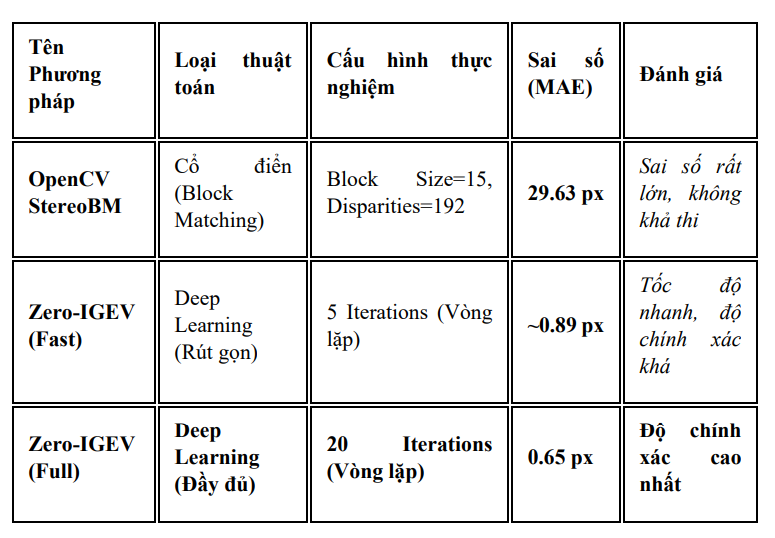 Tên
Phương
pháp
Loại thuật
toán
Cấu hình thực
nghiệm
Sai số
(MAE)
Đánh giá
OpenCV
StereoBM
Cổ điển
(Block
Matching)
Block Size=15,
Disparities=192
29.63 px
Sai số rất
lớn, không
khả thi
Zero-IGEV
(Fast)
Deep
Learning
(Rút gọn)
5 Iterations (Vòng
lặp)
~0.89 px
Tốc độ
nhanh, độ
chính xác
khá
Zero-IGEV
(Full)
Deep
Learning
(Đầy đủ)
20 Iterations
(Vòng lặp)
0.65 px
Độ chính
xác cao
nhất